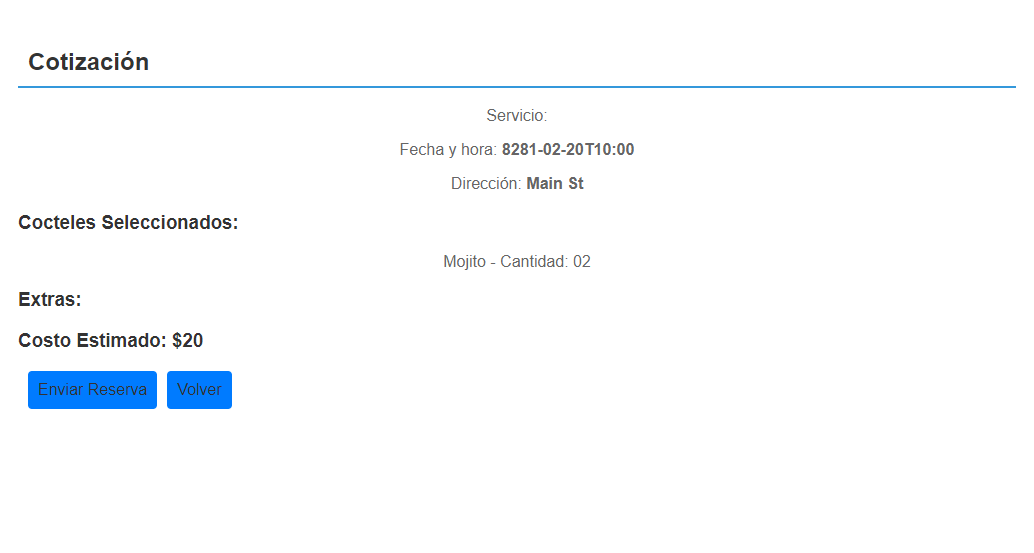 Cotización
Servicio:
Fecha y hora: 8281-02-20T10:00
Dirección: Main St
Cocteles Seleccionados:
Mojito - Cantidad: 02
Extras:
Costo Estimado: $20
Enviar Reserva Volver